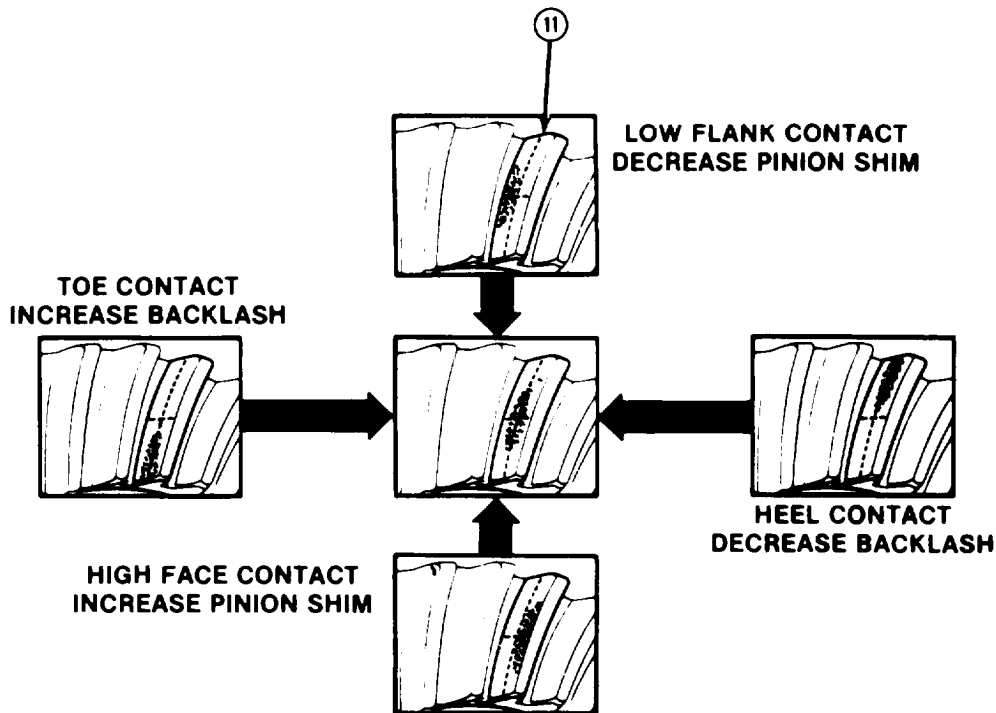 11
LOW FLANK CONTACT
DECREASE PINION SHIM
TOE CONTACT
INCREASE BACKLASH
HEEL CONTACT
DECREASE BACKLASH
HIGH FACE CONTACT
INCREASE PINION SHIM